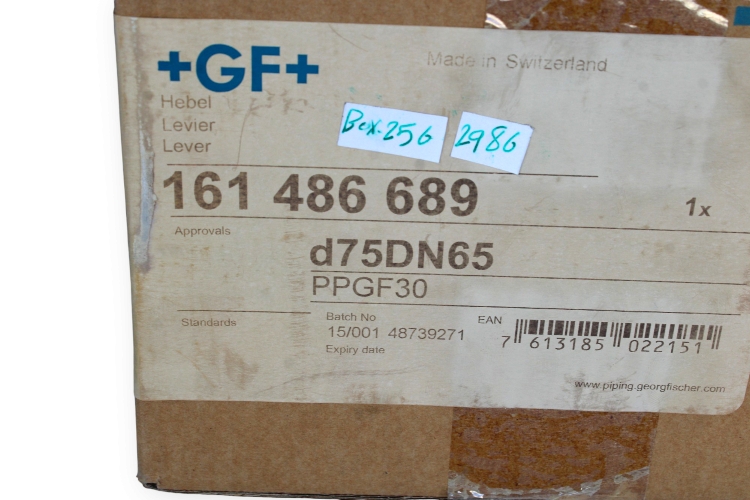 +GF+
Made in Switzerland
Hebel
Levier
Lever
Box.256
2986
161 486 689
1x
Approvals
d75DN65
PPGF30
Standards
Batch No
15/001 48739271
Expiry date
EAN
7 613185 022151
www.piping.georgfischer.com